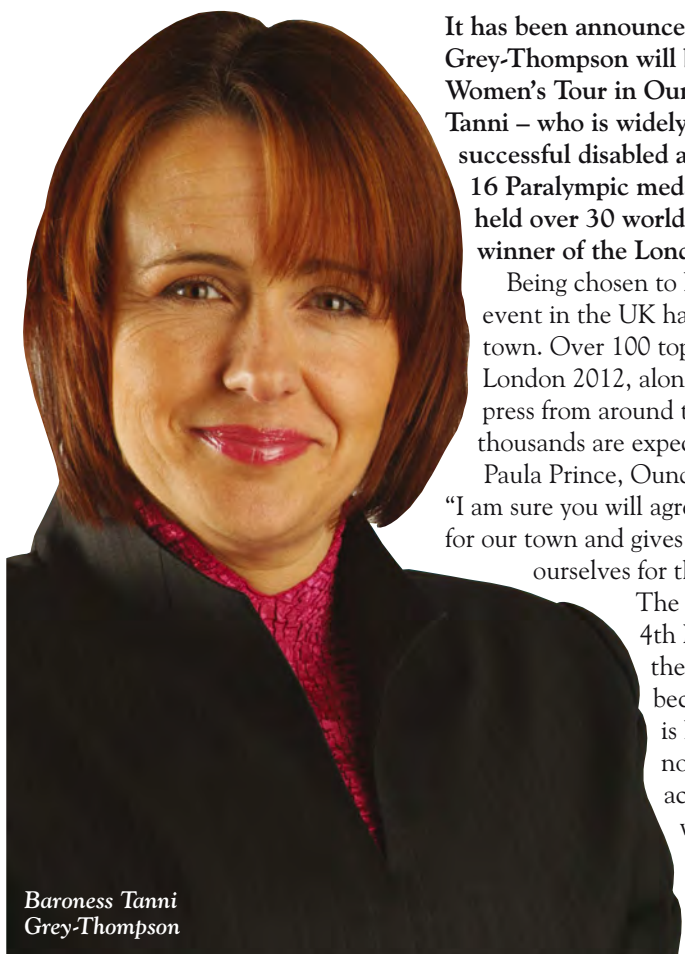 It has been announce
Grey-Thompson will
Women's Tour in Our
Tanni – who is widely
successful disabled a
16 Paralympic med
held over 30 world
winner of the Lond
Being chosen to
event in the UK ha
town. Over 100 top
London 2012, alon
press from around t
thousands are expec
Paula Prince, Ound
"I am sure you will agre
for our town and gives
ourselves for th
The
4th
the
bec
is
no
ac
Baroness Tanni
Grey-Thompson